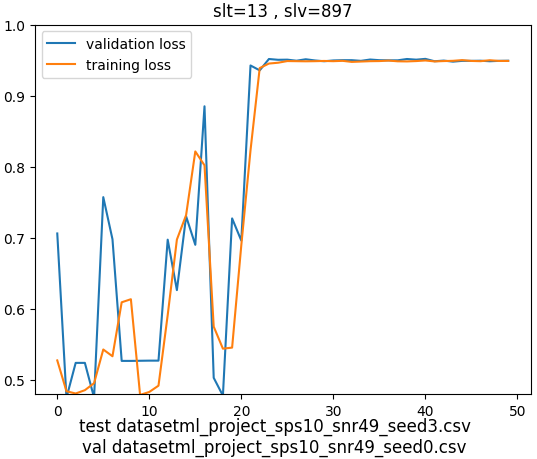 slt=13 , slv=897
1.0
validation loss
training loss
0.9
0.8
0.7
0.6
0.5
0 10 20 30 40 50
test datasetml_project_sps10_snr49_seed3.csv
val datasetml_project_sps10_snr49_seed0.csv